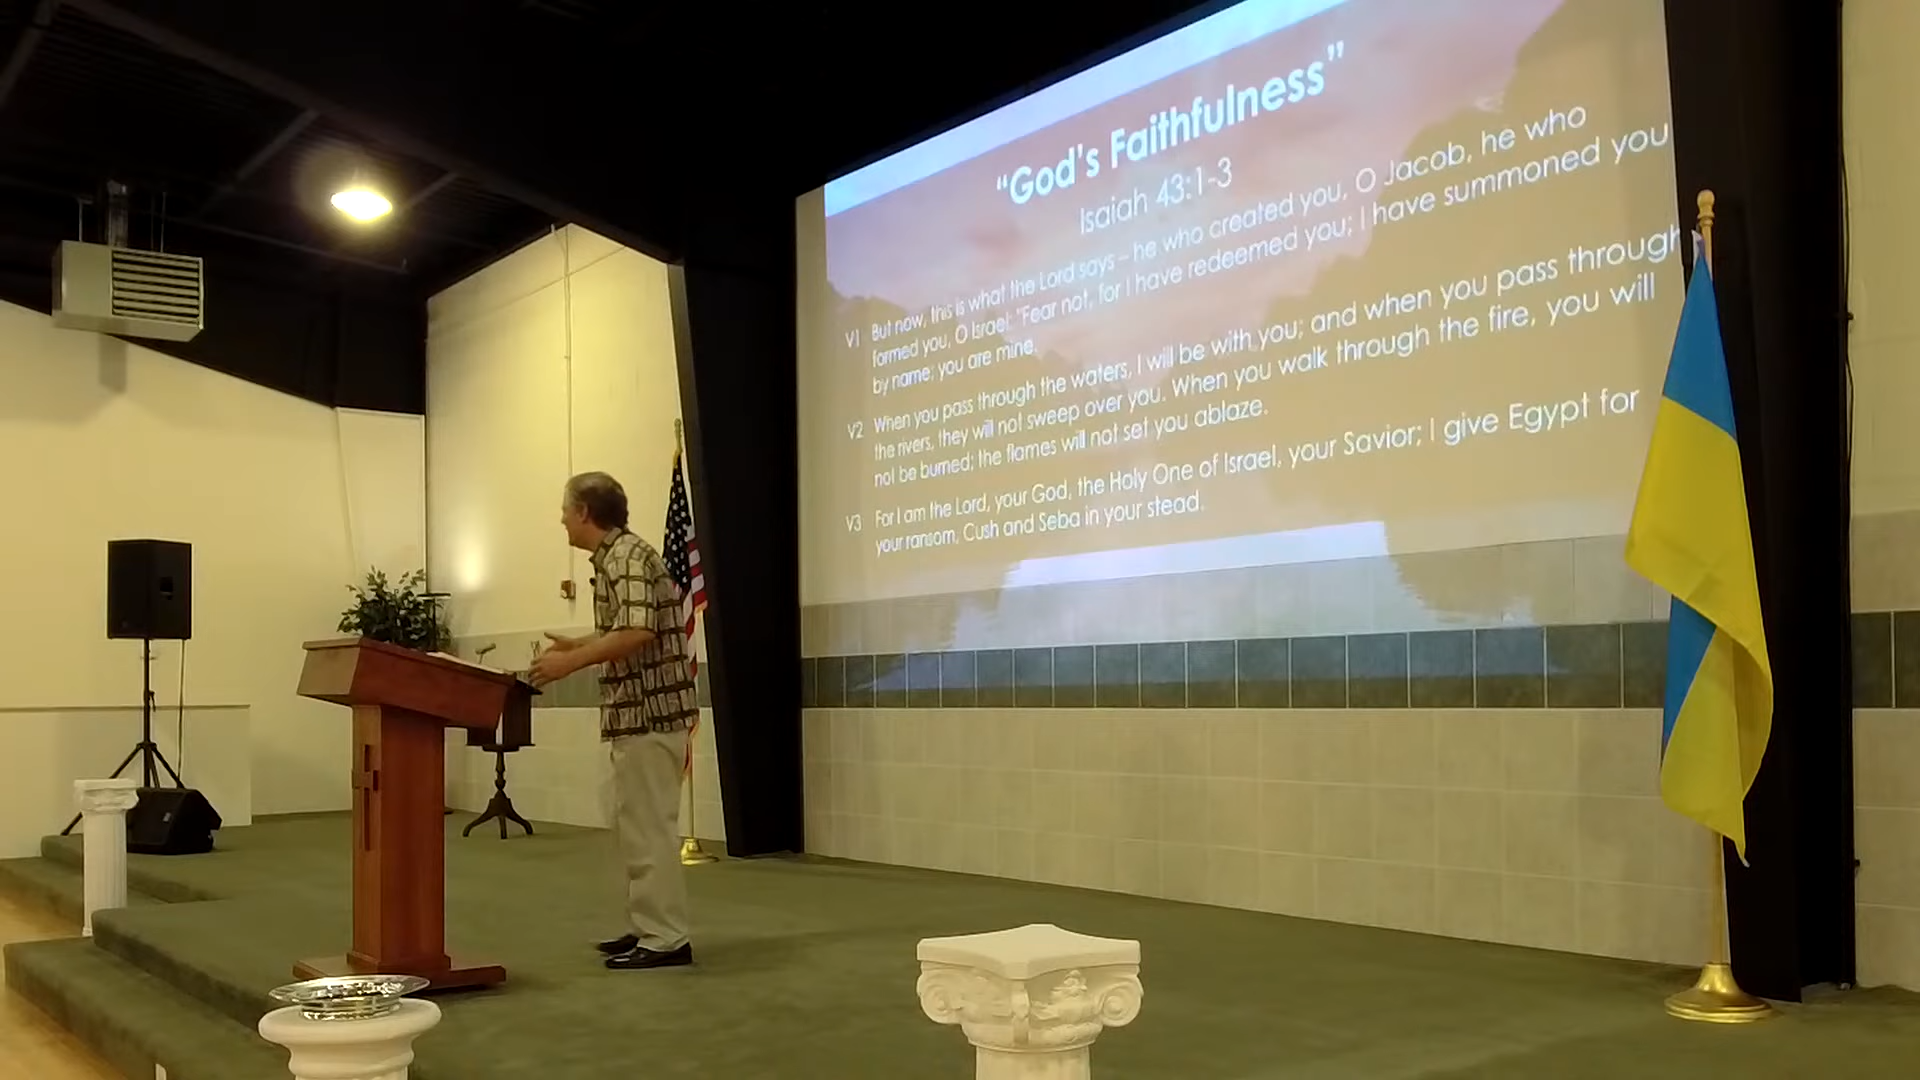 “God's Faithfulness”
Isaiah 43:1-3
V1 But now, this is what the Lord says – he who created you, O Jacob, he who
formed you, O Israel: "Fear not, for I have redeemed you; I have summoned you
by name; you are mine.
V2 When you pass through the waters, I will be with you; and when you pass through
the rivers, they will not sweep over you. When you walk through the fire, you will
not be burned; the flames will not set you ablaze.
V3 For I am the Lord, your God, the Holy One of Israel, your Savior; I give Egypt for
your ransom, Cush and Seba in your stead.